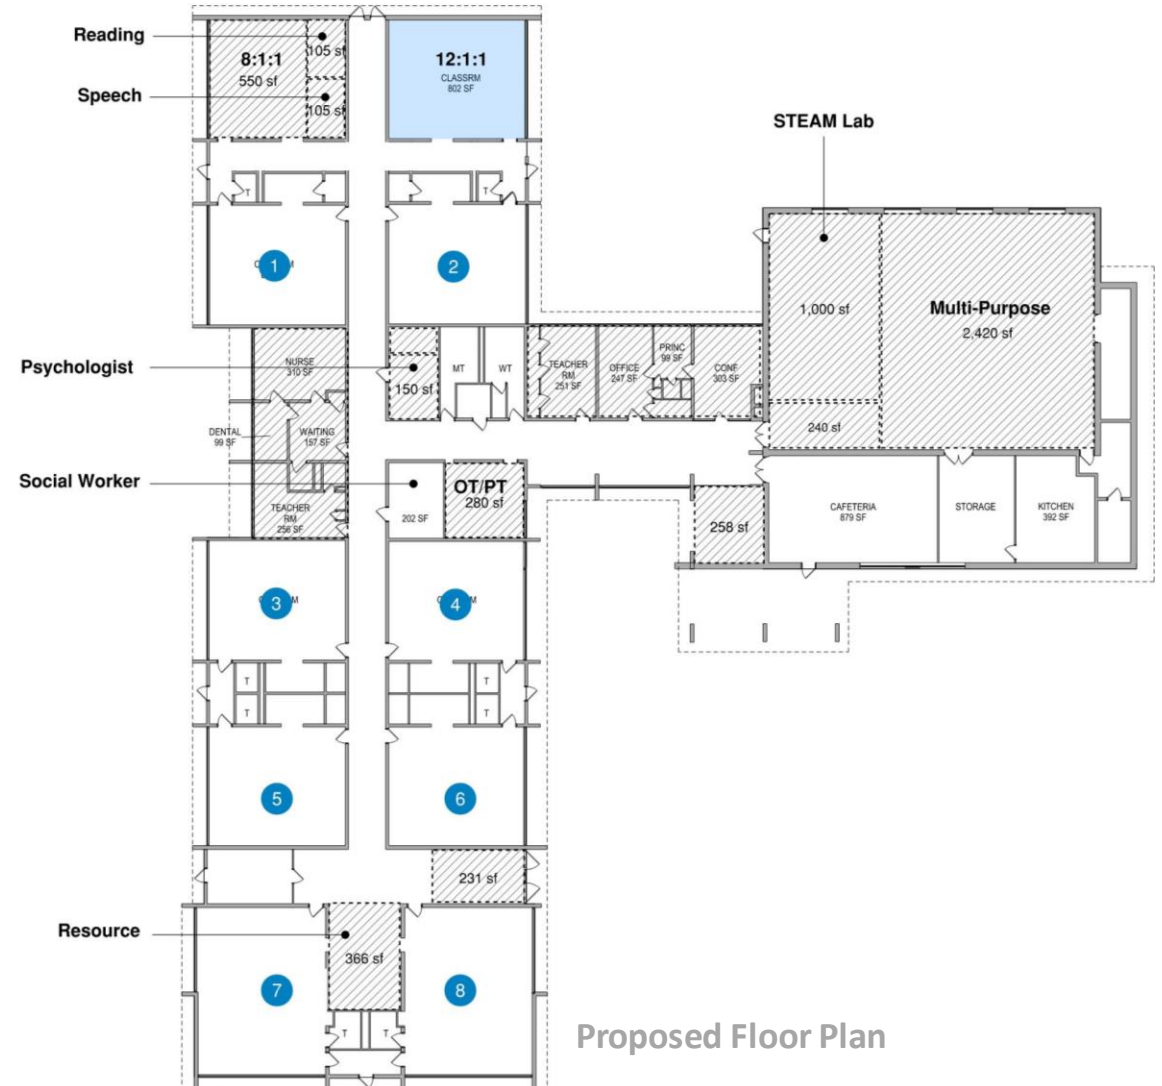 Reading
8:1:1
550 sf
105 sf
Speech
105 sf
12:1:1
CLASSRM
802 SF
STEAM Lab
T
T
1
2
1,000 sf
Multi-Purpose
2,420 sf
240 sf
Psychologist
NURSE
310 SF
150 sf
MT
WT
TEACHER
RM
251 SF
OFFICE
247 SF
PRINC
99 SF
CONF
303 SF
DENTAL
99 SF
WAITING
157 SF
Social Worker
TEACHER
RM
256 SF
202 SF
OT/PT
280 sf
258 sf
CAFETERIA
879 SF
STORAGE
KITCHEN
392 SF
3
4
T
T
T
T
5
6
231 sf
Resource
366 sf
7
8
T
T
Proposed Floor Plan